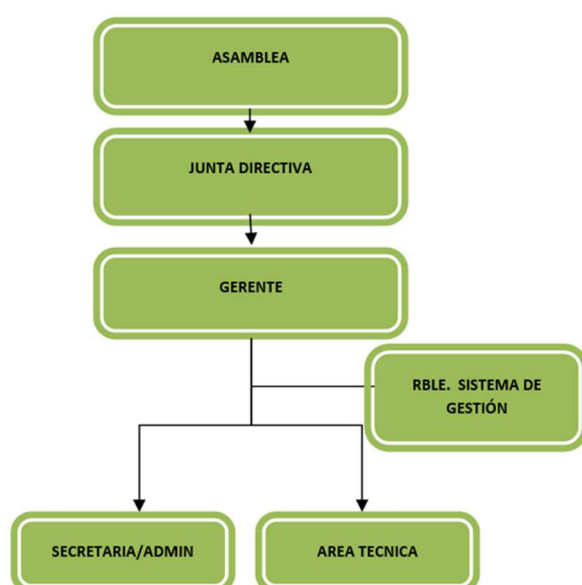 ASAMBLEA
JUNTA DIRECTIVA
GERENTE
RBLE. SISTEMA DE
GESTIÓN
SECRETARIA/ADMIN
AREA TECNICA